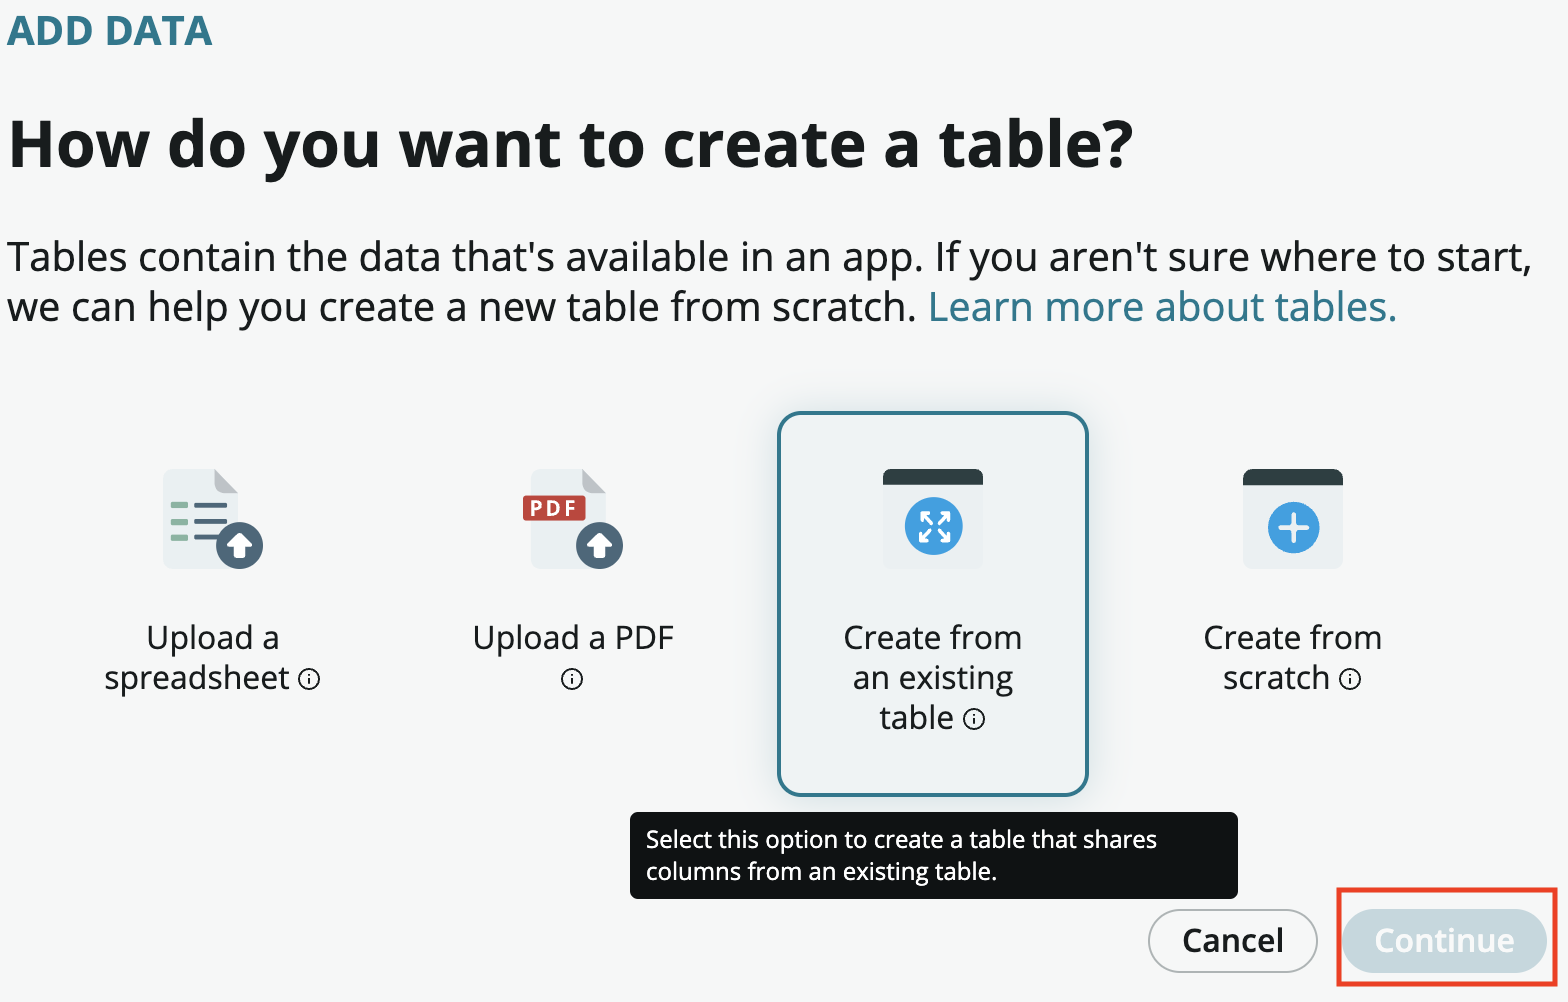 ADD DATA
How do you want to create a table?
Tables contain the data that's available in an app. If you aren't sure where to start,
we can help you create a new table from scratch. Learn more about tables.
PDF
Upload a
spreadsheet
Upload a PDF
Create from
an existing
table
Create from
scratch
Select this option to create a table that shares
columns from an existing table.
Cancel
Continue